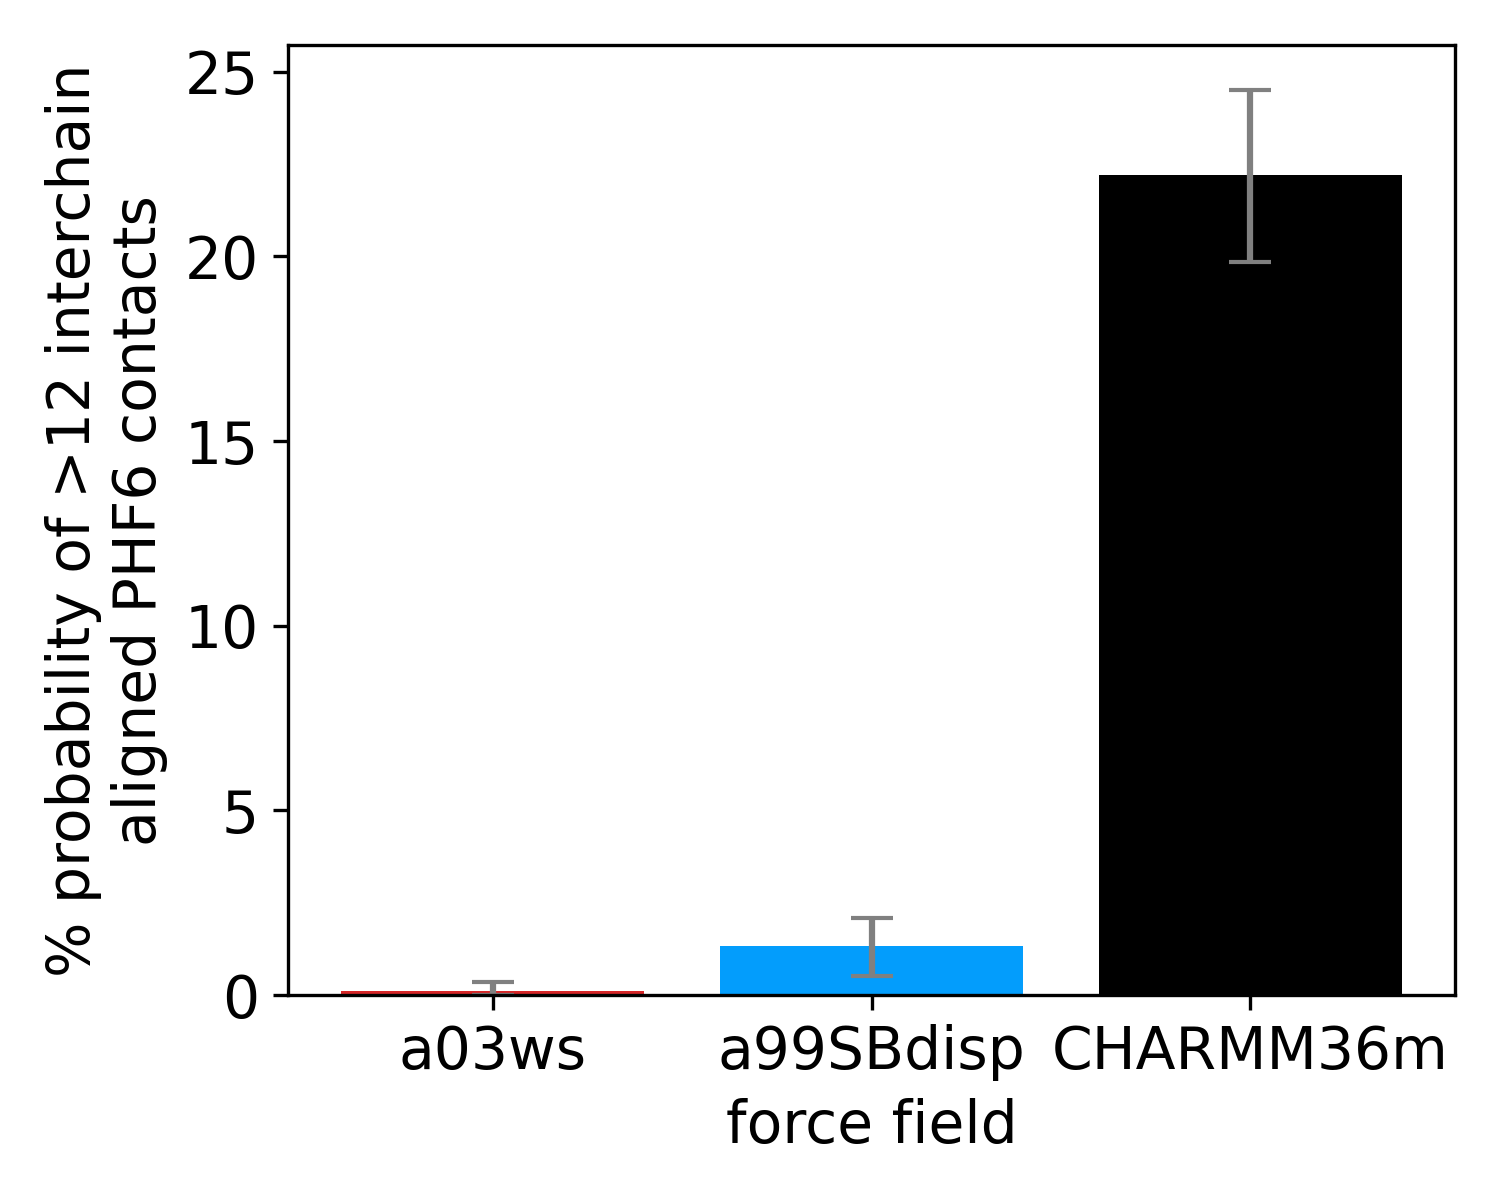 % probability of >12 interchain
aligned PHF6 contacts
25
20
15
10
5
0
a03ws a99SBdisp CHARMM36m
force field